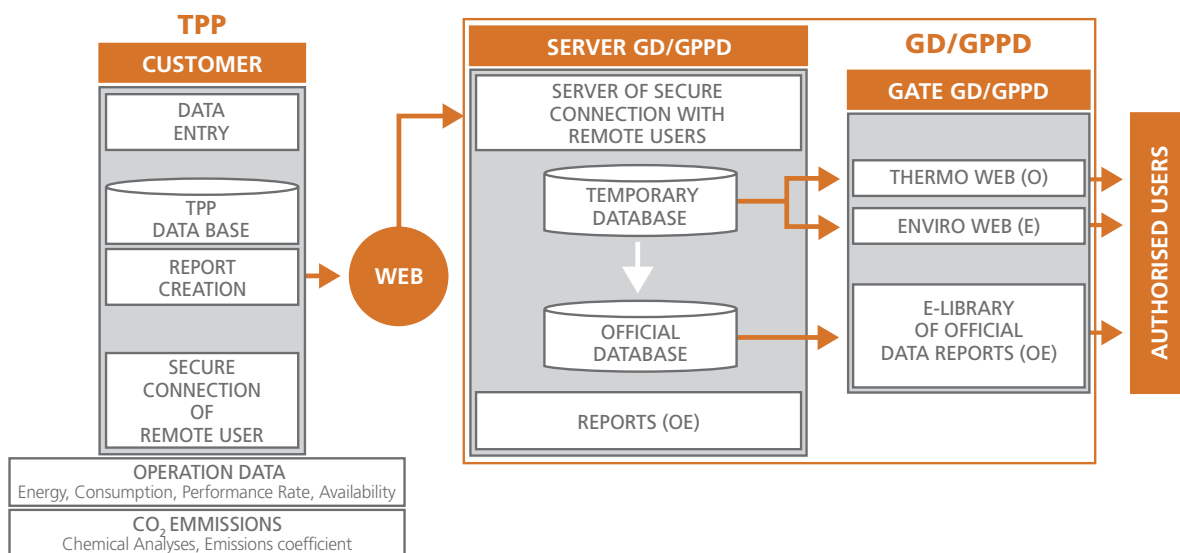 TPP
CUSTOMER
DATA
ENTRY
TPP
DATA BASE
REPORT
CREATION
SECURE
CONNECTION
OF
REMOTE USER
OPERATION DATA
Energy, Consumption, Performance Rate, Availability
CO2 EMMISSIONS
Chemical Analyses, Emissions coefficient
WEB
SERVER GD/GPPD
SERVER OF SECURE
CONNECTION WITH
REMOTE USERS
TEMPORARY
DATABASE
OFFICIAL
DATABASE
REPORTS (OE)
GD/GPPD
GATE GD/GPPD
THERMO WEB (O)
ENVIRO WEB (E)
E-LIBRARY
OF OFFICIAL
DATA REPORTS (OE)
AUTHORISED USERS